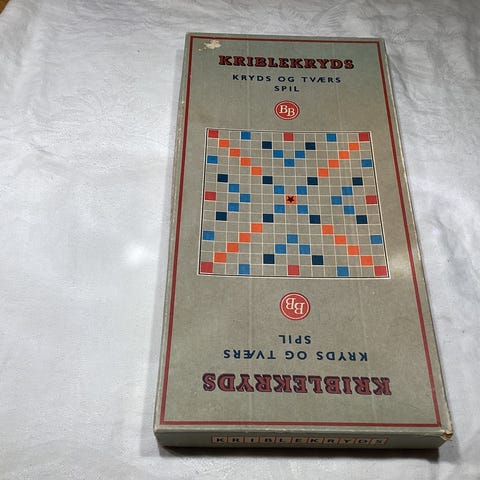 KRIBLEKRYDS
KRYDS OG TVÆRS
SPIL
BB
BB
SPIL
KRYDS OG TVÆRS
KRIBLEKRYDS
KRIBLEKRYDS